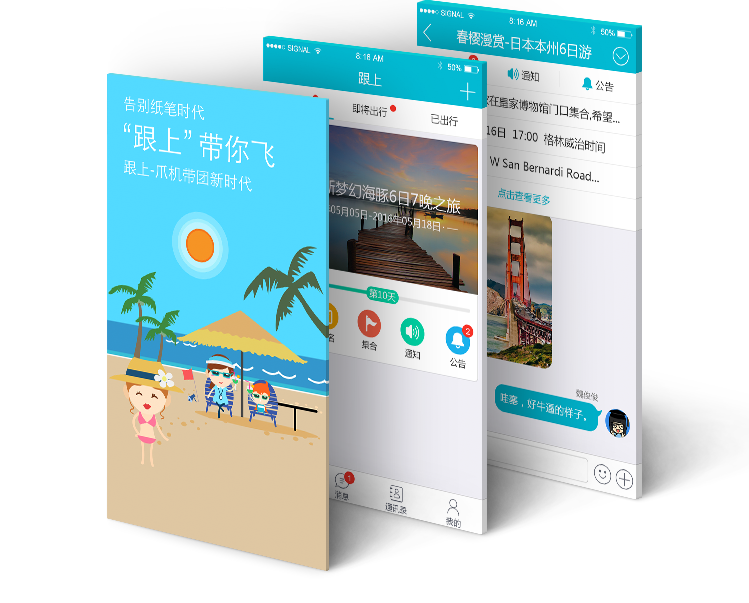 告别纸笔时代
“跟上” 带你飞
跟上-爪机带团新时代
SIGNAL
8:18 AM
50%
跟上
即将出行
已出行
梦幻海豚6日7晚之旅
05月05日-2016年05月18日·
第10天
名
集合
通知
公告
2
消息
1
通讯录
我的
SIGNAL
8:16 AM
50%
春樱漫赏-日本本州6日游
通知
公告
在皇家博物馆门口集合,希望...
16日 17:00 格林威治时间
W San Bernardi Road...
点击查看更多
魏俊俊
哇塞，好牛逼的样子。